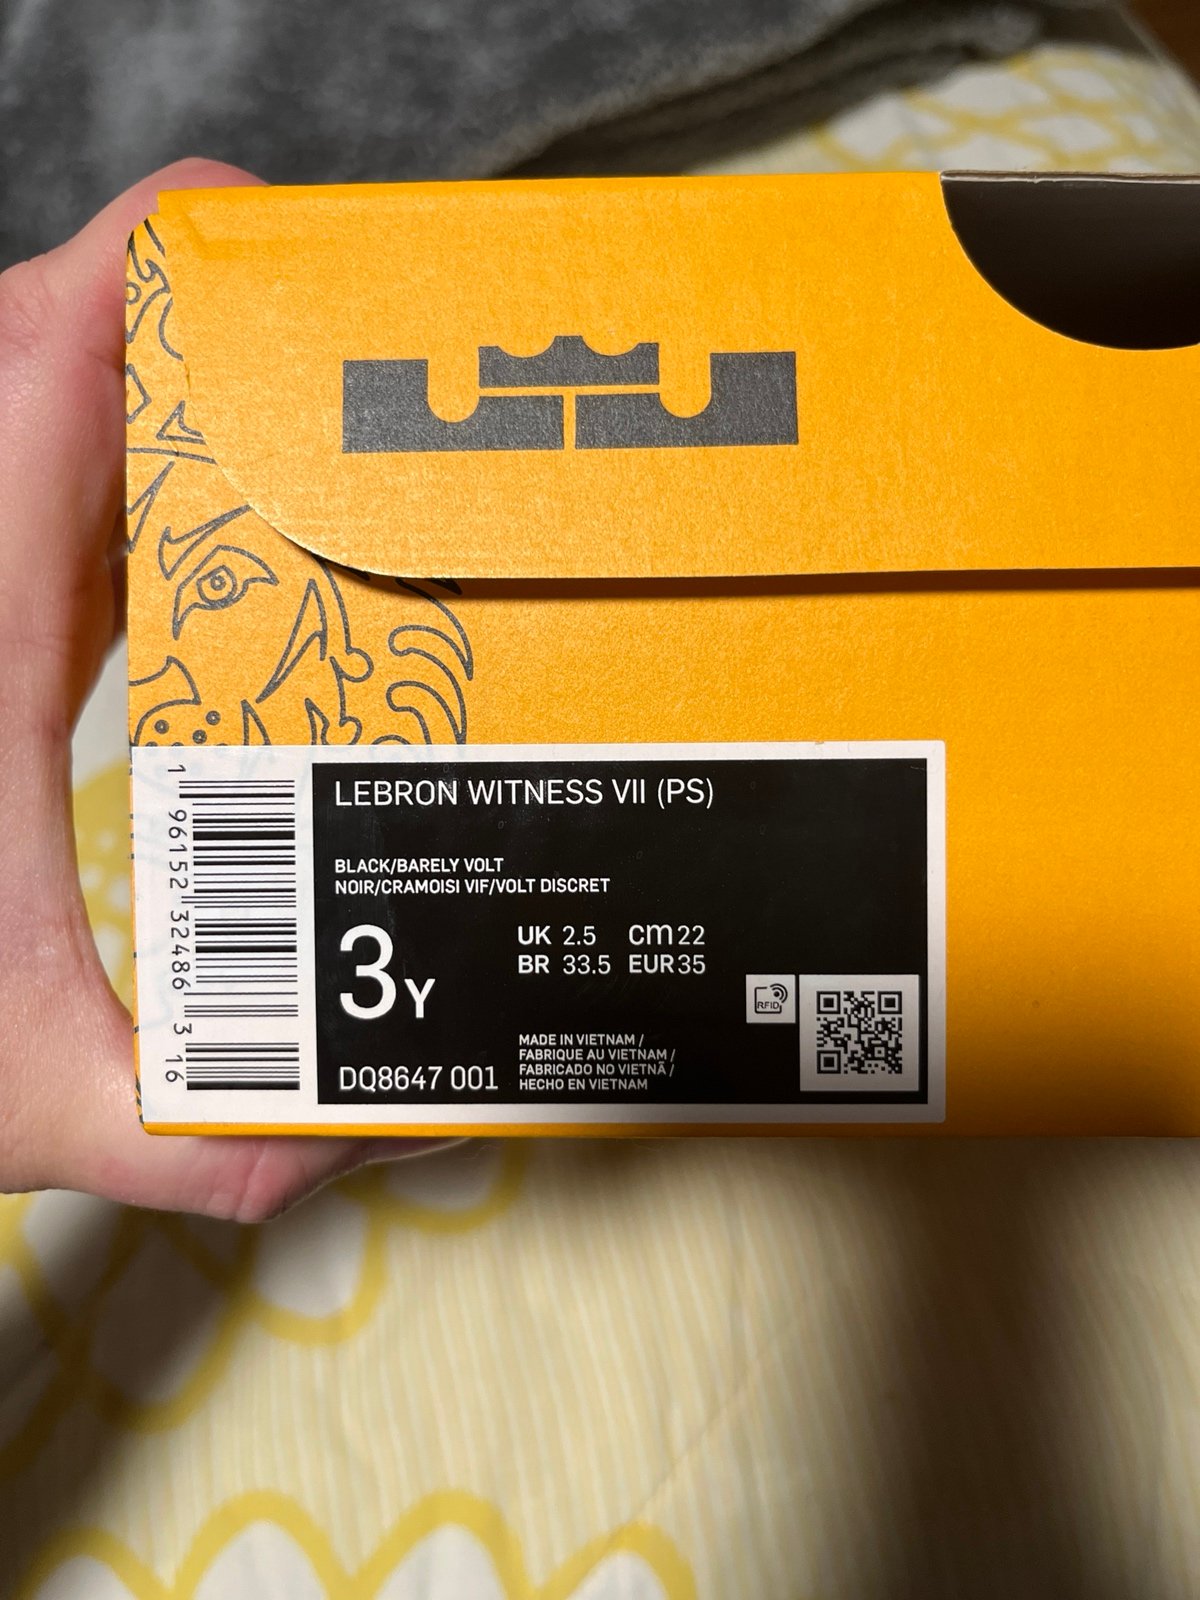 LEBRON WITNESS VII (PS)
BLACK/BARELY VOLT
NOIR/CRAMOISI VIF/VOLT DISCRET
3Y
UK 2.5 cm 22
BR 33.5 EUR 35
RFID
DQ8647 001
MADE IN VIETNAM /
FABRIQUE AU VIETNAM /
FABRICADO NO VIETNÃ /
HECHO EN VIETNAM
1 96152 32486 3 16